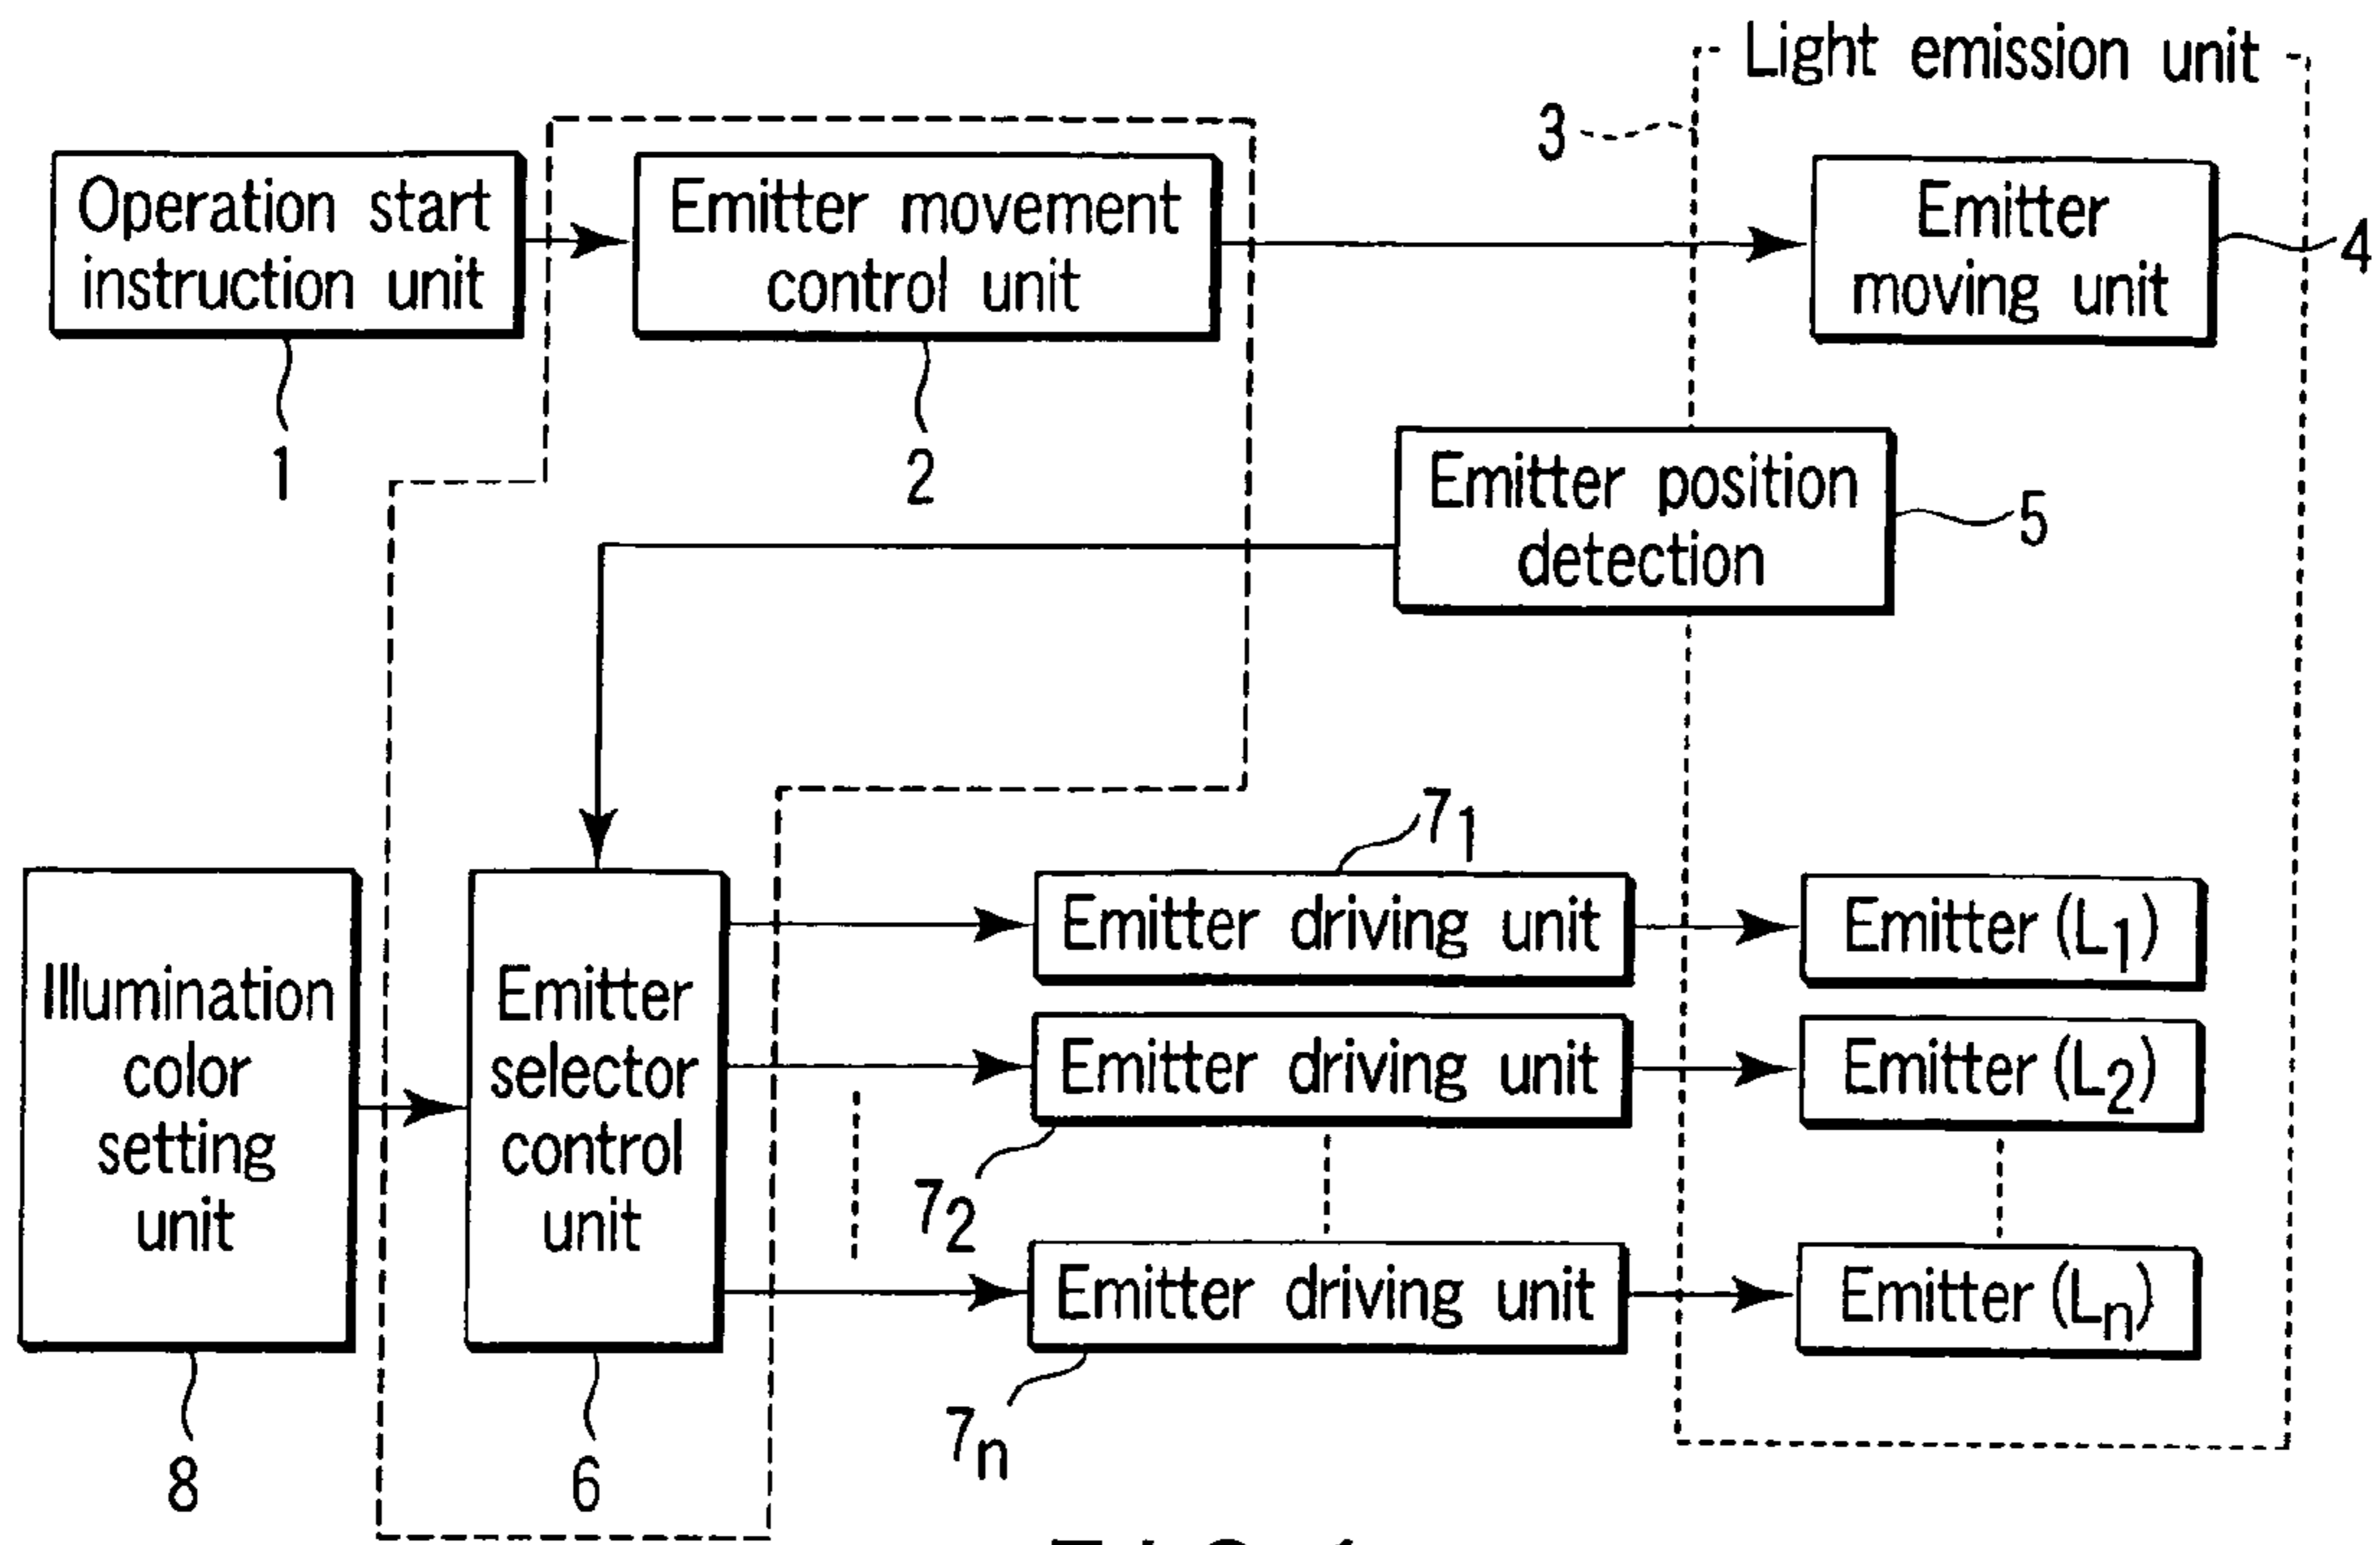 Light emission unit
3
Operation start
instruction unit
1
Emitter movement
control unit
2
Emitter
moving unit
4
Emitter position
detection
5
Illumination
color
setting
unit
8
Emitter
selector
control
unit
6
7₁
Emitter driving unit
Emitter (L₁)
Emitter driving unit
7₂
Emitter (L₂)
Emitter driving unit
7ₙ
Emitter (Lₙ)